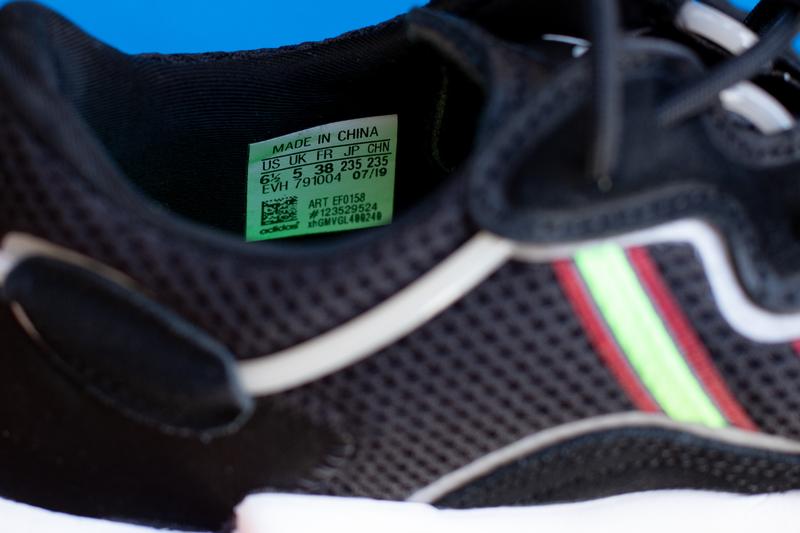 MADE IN CHINA
US UK FR JP CHN
6½ 5 38 235 235
EVH 791004 07/19
ART EF0158
#123529524
xhGMVGL400240
adidas